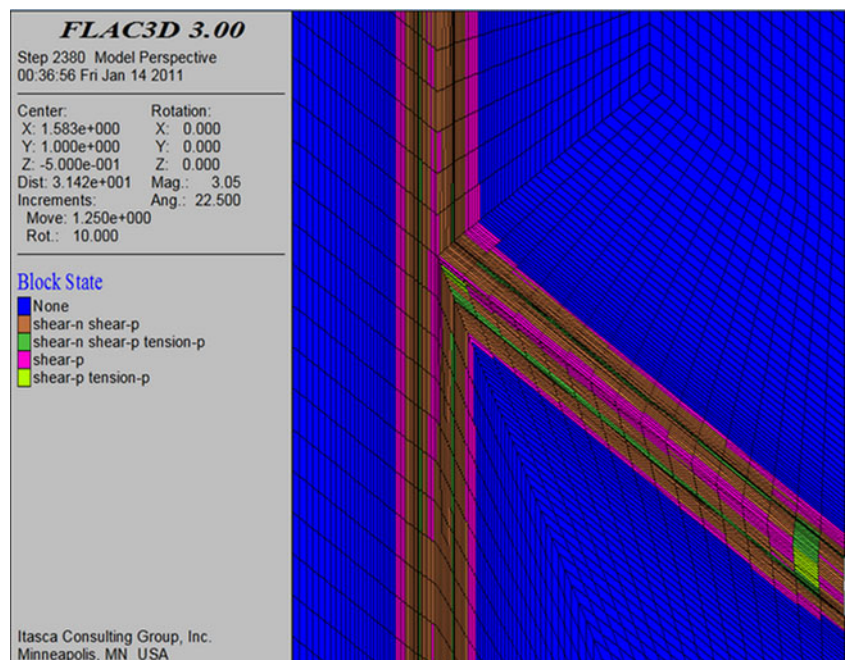 FLAC3D 3.00
Step 2380 Model Perspective
00:36:56 Fri Jan 14 2011
Center: Rotation:
X: 1.583e+000 X: 0.000
Y: 1.000e+000 Y: 0.000
Z: -5.000e-001 Z: 0.000
Dist: 3.142e+001 Mag.: 3.05
Increments: Ang.: 22.500
Move: 1.250e+000
Rot.: 10.000
Block State
None
shear-n shear-p
shear-n shear-p tension-p
shear-p
shear-p tension-p
Itasca Consulting Group, Inc.
Minneapolis, MN USA